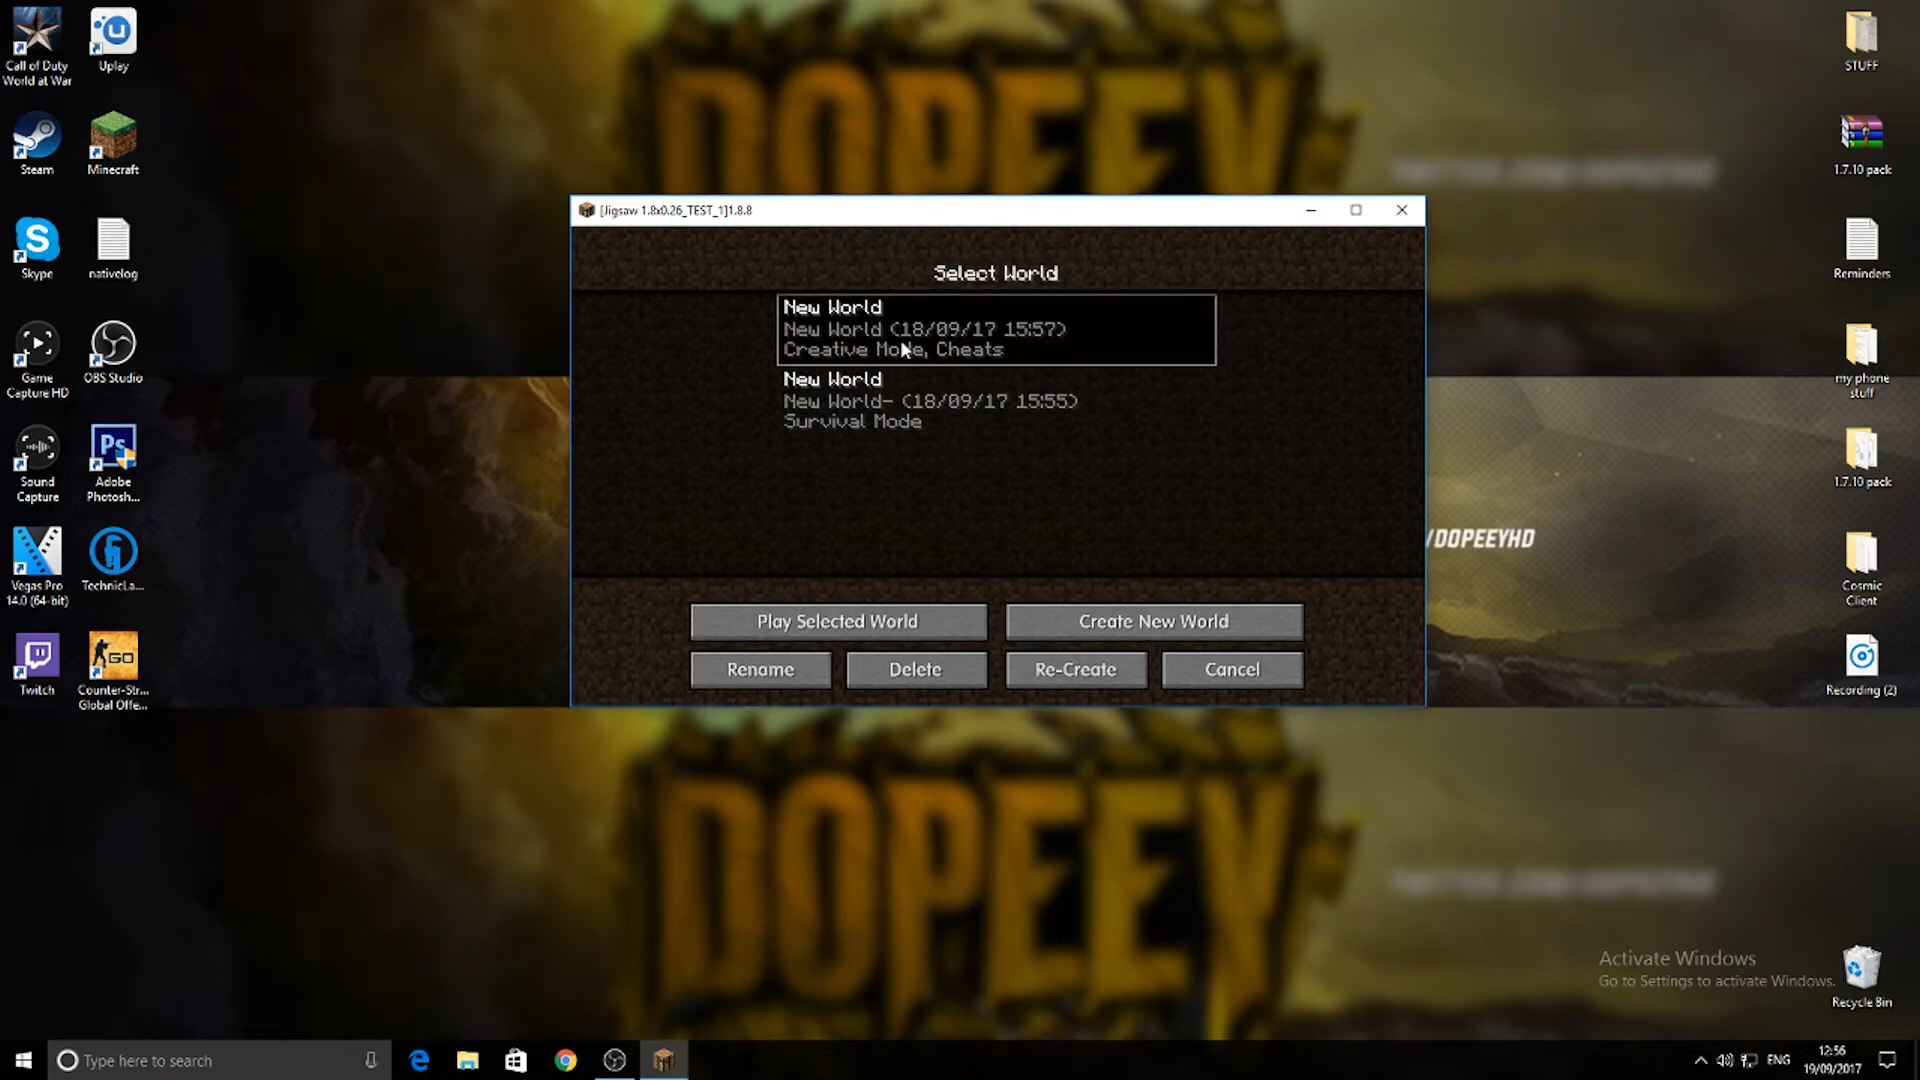 Call of Duty
World at War
Uplay
Steam
Minecraft
Skype
nativelog
Game
Capture HD
OBS Studio
Sound
Capture
Ps
Adobe
Photosh...
Vegas Pro
14.0 (64-bit)
TechnicLa...
Twitch
GO
Counter-Str...
Global Offe...
DOPEEY
[Jigsaw 1.8x0.26_TEST_1]1.8.8
Select World
New World
New World (18/09/17 15:57)
Creative Mode, Cheats
New World
New World- (18/09/17 15:55)
Survival Mode
Play Selected World
Create New World
Rename
Delete
Re-Create
Cancel
/DOPEEYHD
STUFF
1.7.10 pack
Reminders
my phone
stuff
1.7.10 pack
Cosmic
Client
Recording (2)
DOPEEY
Activate Windows
Go to Settings to activate Windows.
Recycle Bin
Type here to search
ENG
12:56
19/09/2017